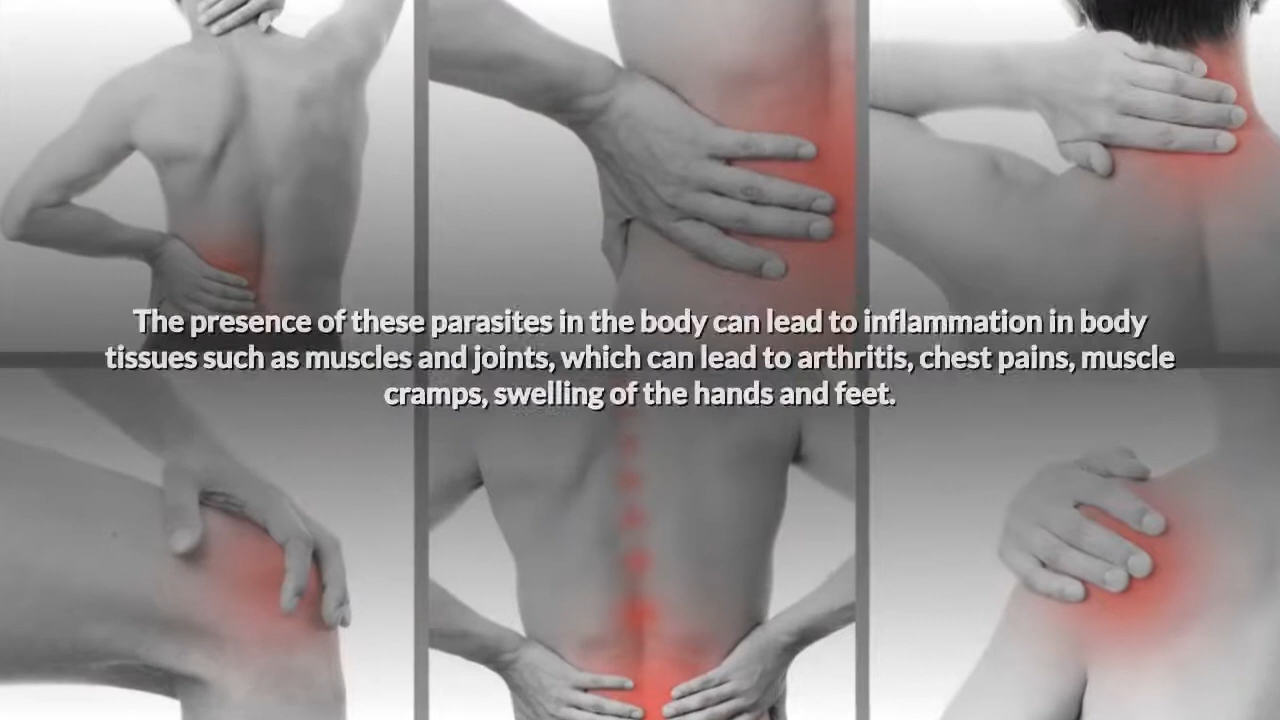 The presence of these parasites in the body can lead to inflammation in body
tissues such as muscles and joints, which can lead to arthritis, chest pains, muscle
cramps, swelling of the hands and feet.